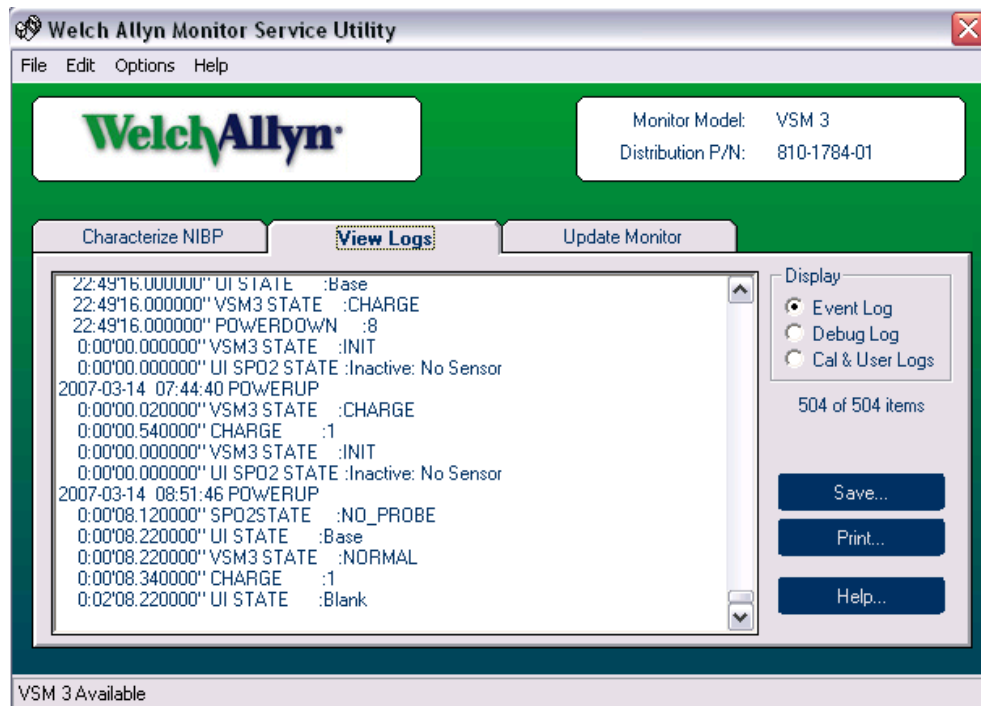 Welch Allyn Monitor Service Utility
File Edit Options Help
WelchAllyn
Monitor Model: VSM 3
Distribution P/N: 810-1784-01
Characterize NIBP View Logs Update Monitor
22:49'16.000000" UI STATE :Base
22:49'16.000000" VSM3 STATE :CHARGE
22:49'16.000000" POWERDOWN :8
0:00'00.000000" VSM3 STATE :INIT
0:00'00.000000" UI SPO2 STATE :Inactive: No Sensor
2007-03-14 07:44:40 POWERUP
0:00'00.020000" VSM3 STATE :CHARGE
0:00'00.540000" CHARGE :1
0:00'00.000000" VSM3 STATE :INIT
0:00'00.000000" UI SPO2 STATE :Inactive: No Sensor
2007-03-14 08:51:46 POWERUP
0:00'08.120000" SPO2STATE :NO_PROBE
0:00'08.220000" UI STATE :Base
0:00'08.220000" VSM3 STATE :NORMAL
0:00'08.340000" CHARGE :1
0:02'08.220000" UI STATE :Blank
Display
Event Log
Debug Log
Cal & User Logs
504 of 504 items
Save...
Print...
Help...
VSM 3 Available